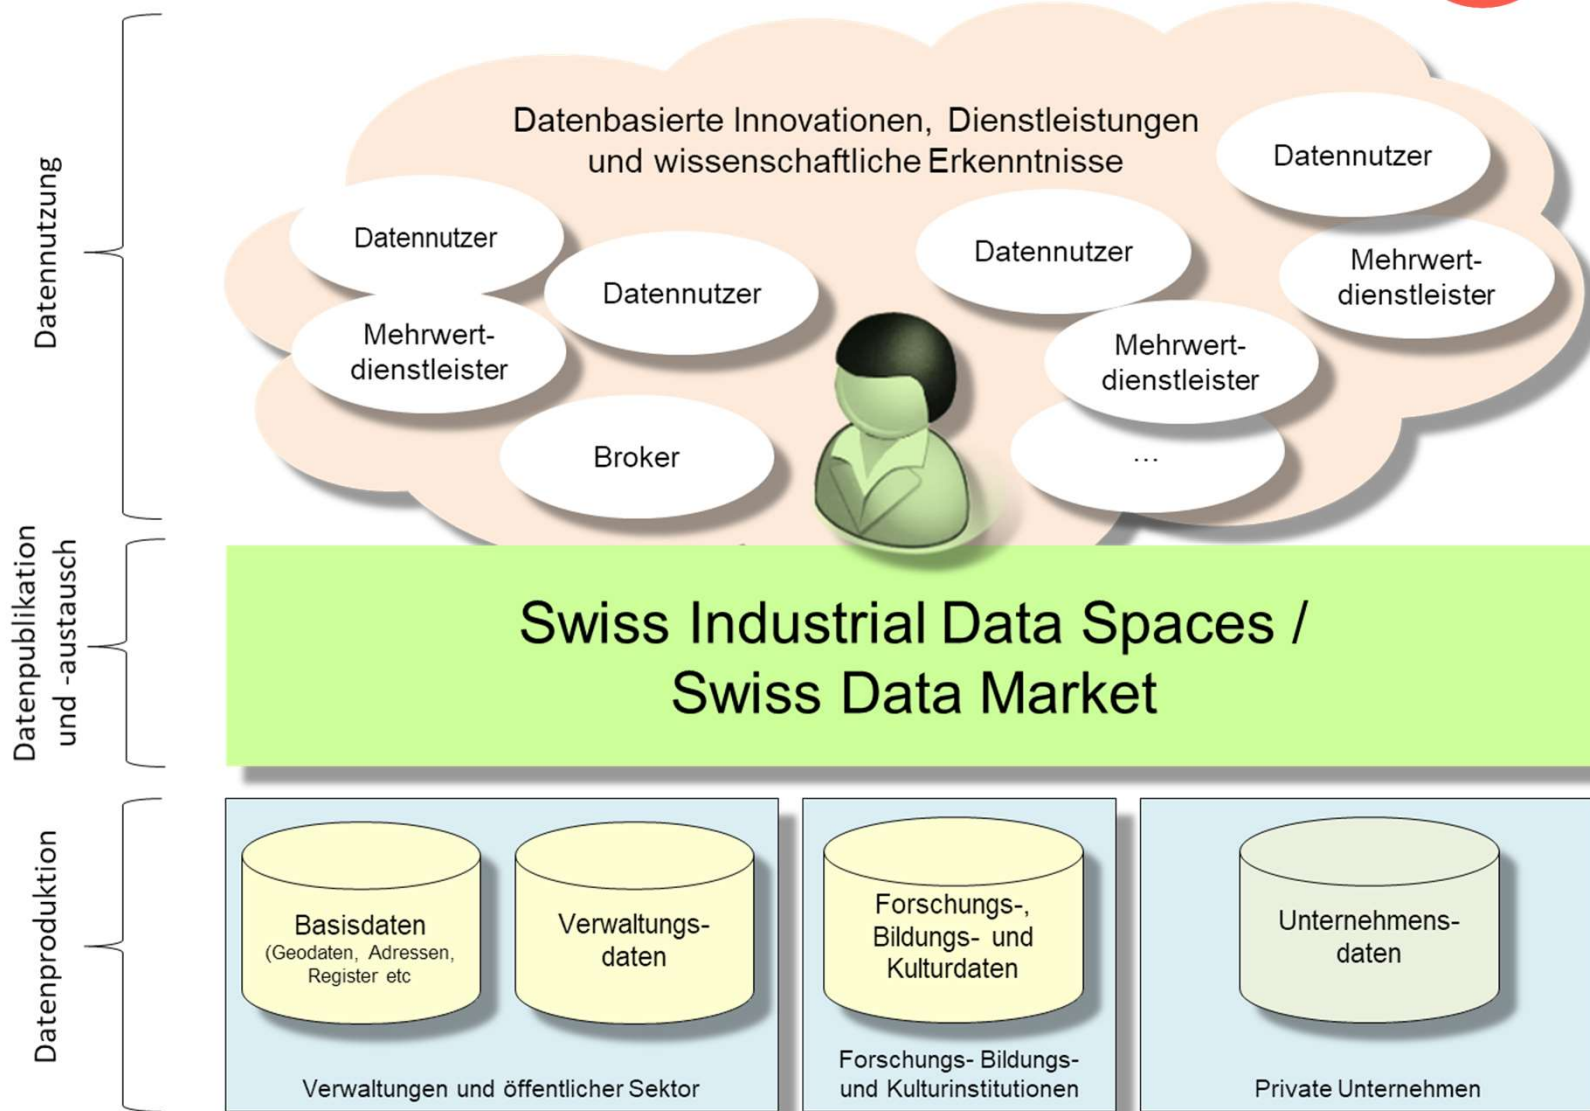 Datennutzung
Datenbasierte Innovationen, Dienstleistungen
und wissenschaftliche Erkenntnisse
Datennutzer
Datennutzer
Datennutzer
Datennutzer
Mehrwert-
dienstleister
Mehrwert-
dienstleister
Mehrwert-
dienstleister
Broker
...
Datenpublikation
und -austausch
Swiss Industrial Data Spaces /
Swiss Data Market
Datenproduktion
Basisdaten
(Geodaten, Adressen,
Register etc
Verwaltungs-
daten
Verwaltungen und öffentlicher Sektor
Forschungs-,
Bildungs- und
Kulturdaten
Forschungs- Bildungs-
und Kulturinstitutionen
Unternehmens-
daten
Private Unternehmen